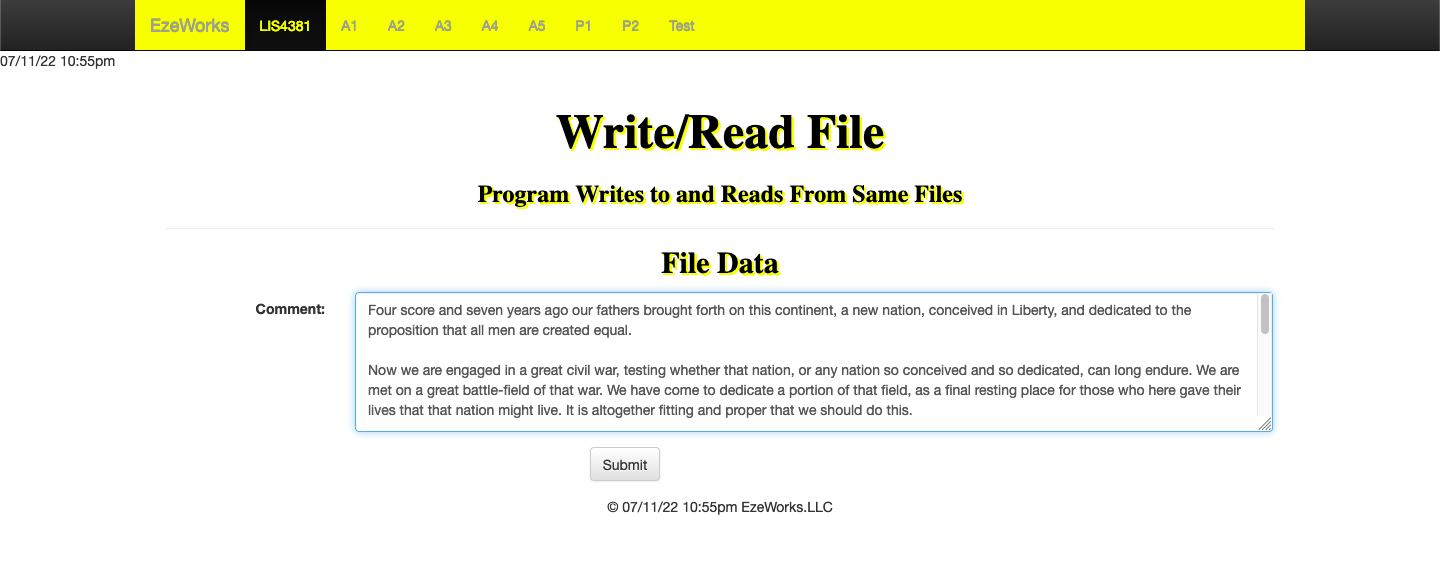 EzeWorks LIS4381 A1 A2 A3 A4 A5 P1 P2 Test
07/11/22 10:55pm
Write/Read File
Program Writes to and Reads From Same Files
File Data
Comment:
Four score and seven years ago our fathers brought forth on this continent, a new nation, conceived in Liberty, and dedicated to the
proposition that all men are created equal.
Now we are engaged in a great civil war, testing whether that nation, or any nation so conceived and so dedicated, can long endure. We are
met on a great battle-field of that war. We have come to dedicate a portion of that field, as a final resting place for those who here gave their
lives that that nation might live. It is altogether fitting and proper that we should do this.
Submit
© 07/11/22 10:55pm EzeWorks.LLC